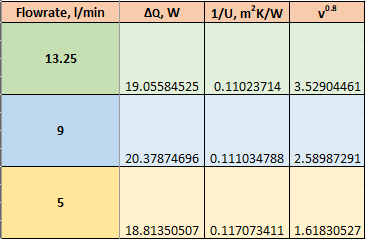 Flowrate, l/min ΔQ, W 1/U, m²K/W v^0.8
13.25 19.05584525 0.11023714 3.52904461
9 20.37874696 0.111034788 2.58987291
5 18.81350507 0.117073411 1.61830527